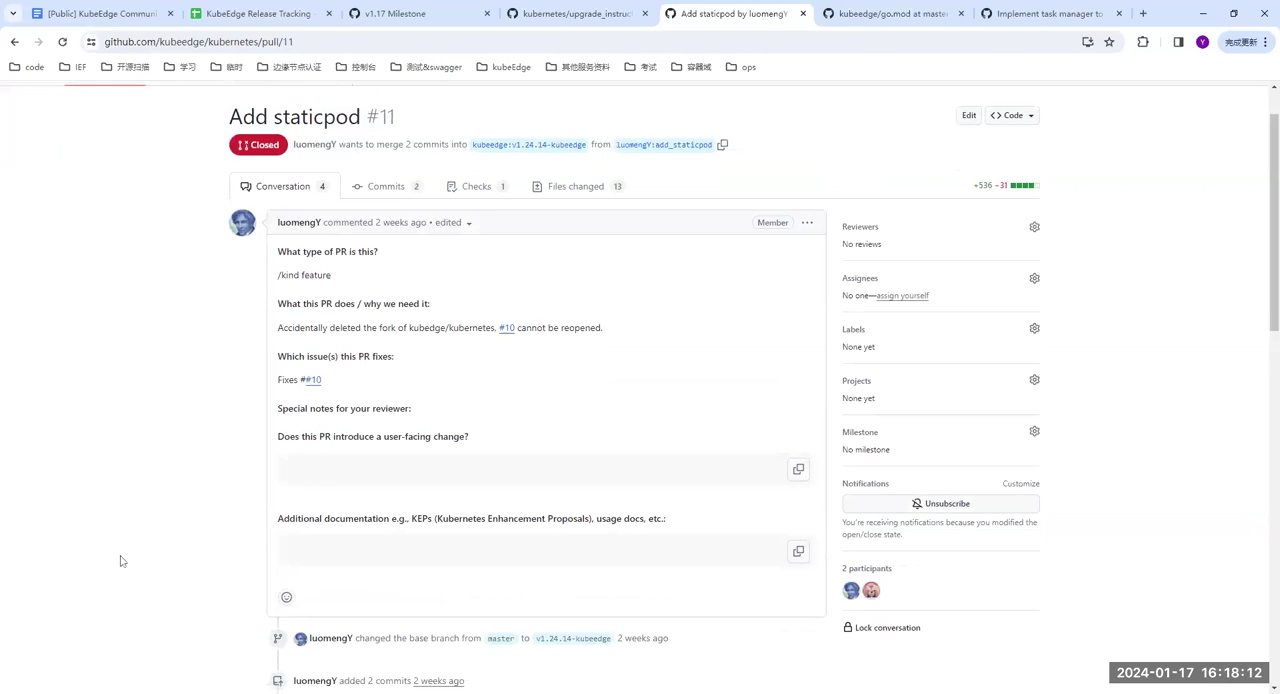 [Public] KubeEdge Communi
KubeEdge Release Tracking
v1.17 Milestone
kubernetes/upgrade_instruct
Add staticpod by luomengY
kubeedge/go.mod at master
Implement task manager to
github.com/kubeedge/kubernetes/pull/11
Y
完成更新
code
IEF
开源扫描
学习
临时
边缘节点认证
控制台
测试&swagger
kubedge
其他服务资料
考试
容器域
ops
Add staticpod #11
Edit
<> Code
Closed
luomengY wants to merge 2 commits into kubeedge:v1.24.14-kubeedge from luomengY:add_staticpod
Conversation 4
Commits 2
Checks 1
Files changed 13
+536 −31
luomengY commented 2 weeks ago • edited
Member
What type of PR is this?
/kind feature
What this PR does / why we need it:
Accidentally deleted the fork of kubedge/kubernetes, #10 cannot be reopened.
Which issue(s) this PR fixes:
Fixes ##10
Special notes for your reviewer:
Does this PR introduce a user-facing change?
Additional documentation e.g., KEPs (Kubernetes Enhancement Proposals), usage docs, etc.:
luomengY changed the base branch from master to v1.24.14-kubeedge 2 weeks ago
luomengY added 2 commits 2 weeks ago
Reviewers
No reviews
Assignees
No one—assign yourself
Labels
None yet
Projects
None yet
Milestone
No milestone
Notifications
Customize
Unsubscribe
You're receiving notifications because you modified the
open/close state.
2 participants
Lock conversation
2024-01-17 16:18:12